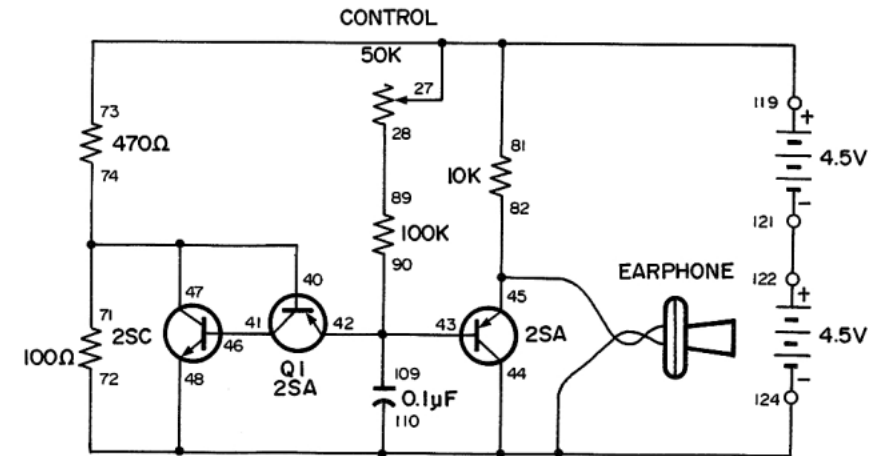 CONTROL
50K
27
28
119
+
73
470Ω
74
81
10K
82
4.5V
-
89
100K
90
121
40
EARPHONE
122
+
47
45
71
2SC
41
42
43
2SA
4.5V
46
100Ω
72
48
Q1
2SA
44
109
0.1µF
110
-
124